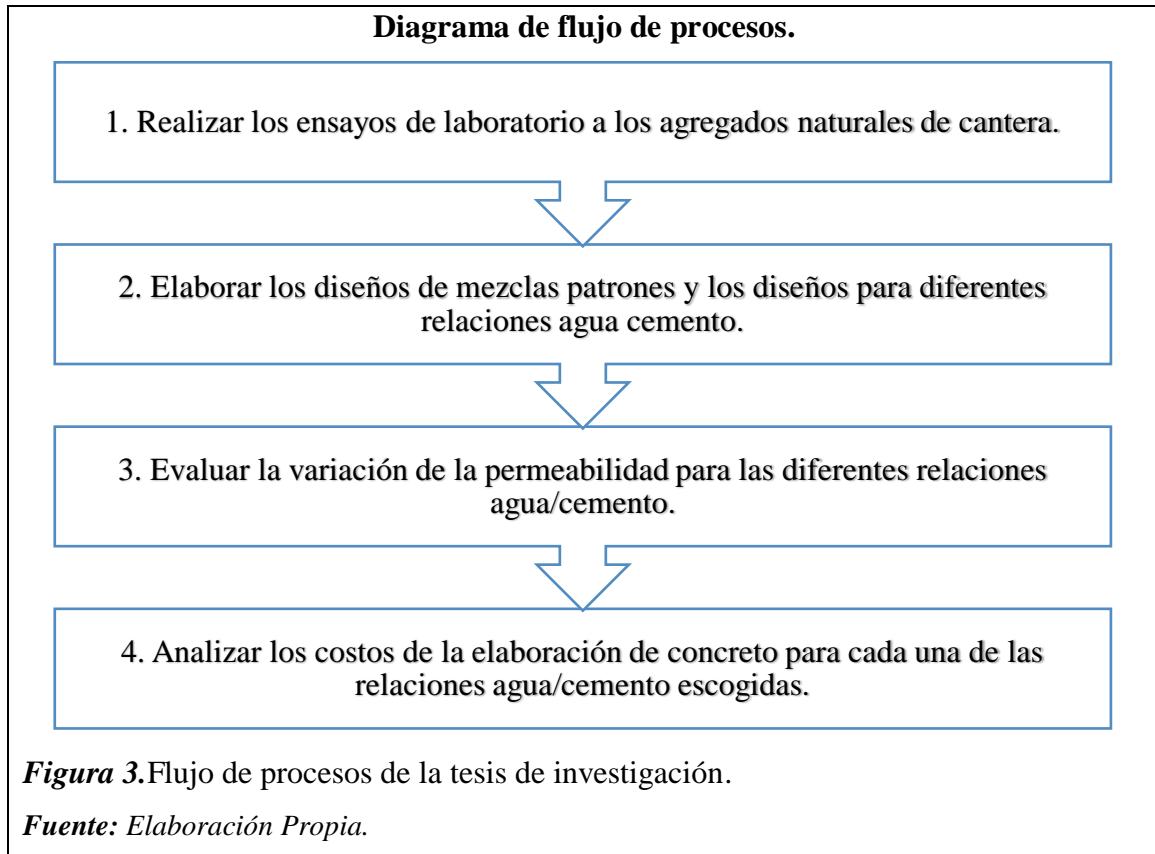 Diagrama de flujo de procesos.
1. Realizar los ensayos de laboratorio a los agregados naturales de cantera.
2. Elaborar los diseños de mezclas patrones y los diseños para diferentes
relaciones agua cemento.
3. Evaluar la variación de la permeabilidad para las diferentes relaciones
agua/cemento.
4. Analizar los costos de la elaboración de concreto para cada una de las
relaciones agua/cemento escogidas.
Figura 3.Flujo de procesos de la tesis de investigación.
Fuente: Elaboración Propia.